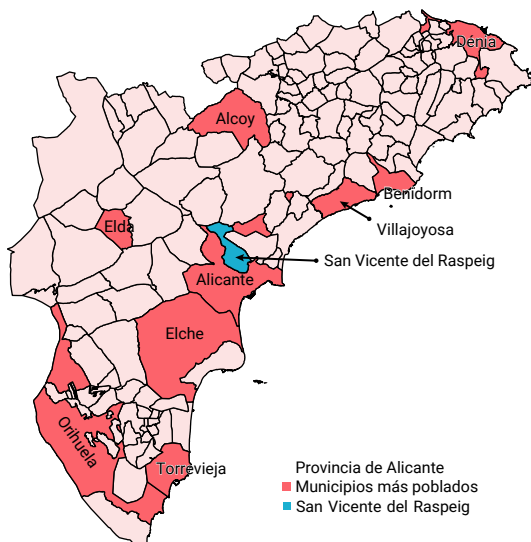 Dénia
Alcoy
Benidorm
Villajoyosa
Elda
San Vicente del Raspeig
Alicante
Elche
Orihuela
Torrevieja
Provincia de Alicante
Municipios más poblados
San Vicente del Raspeig